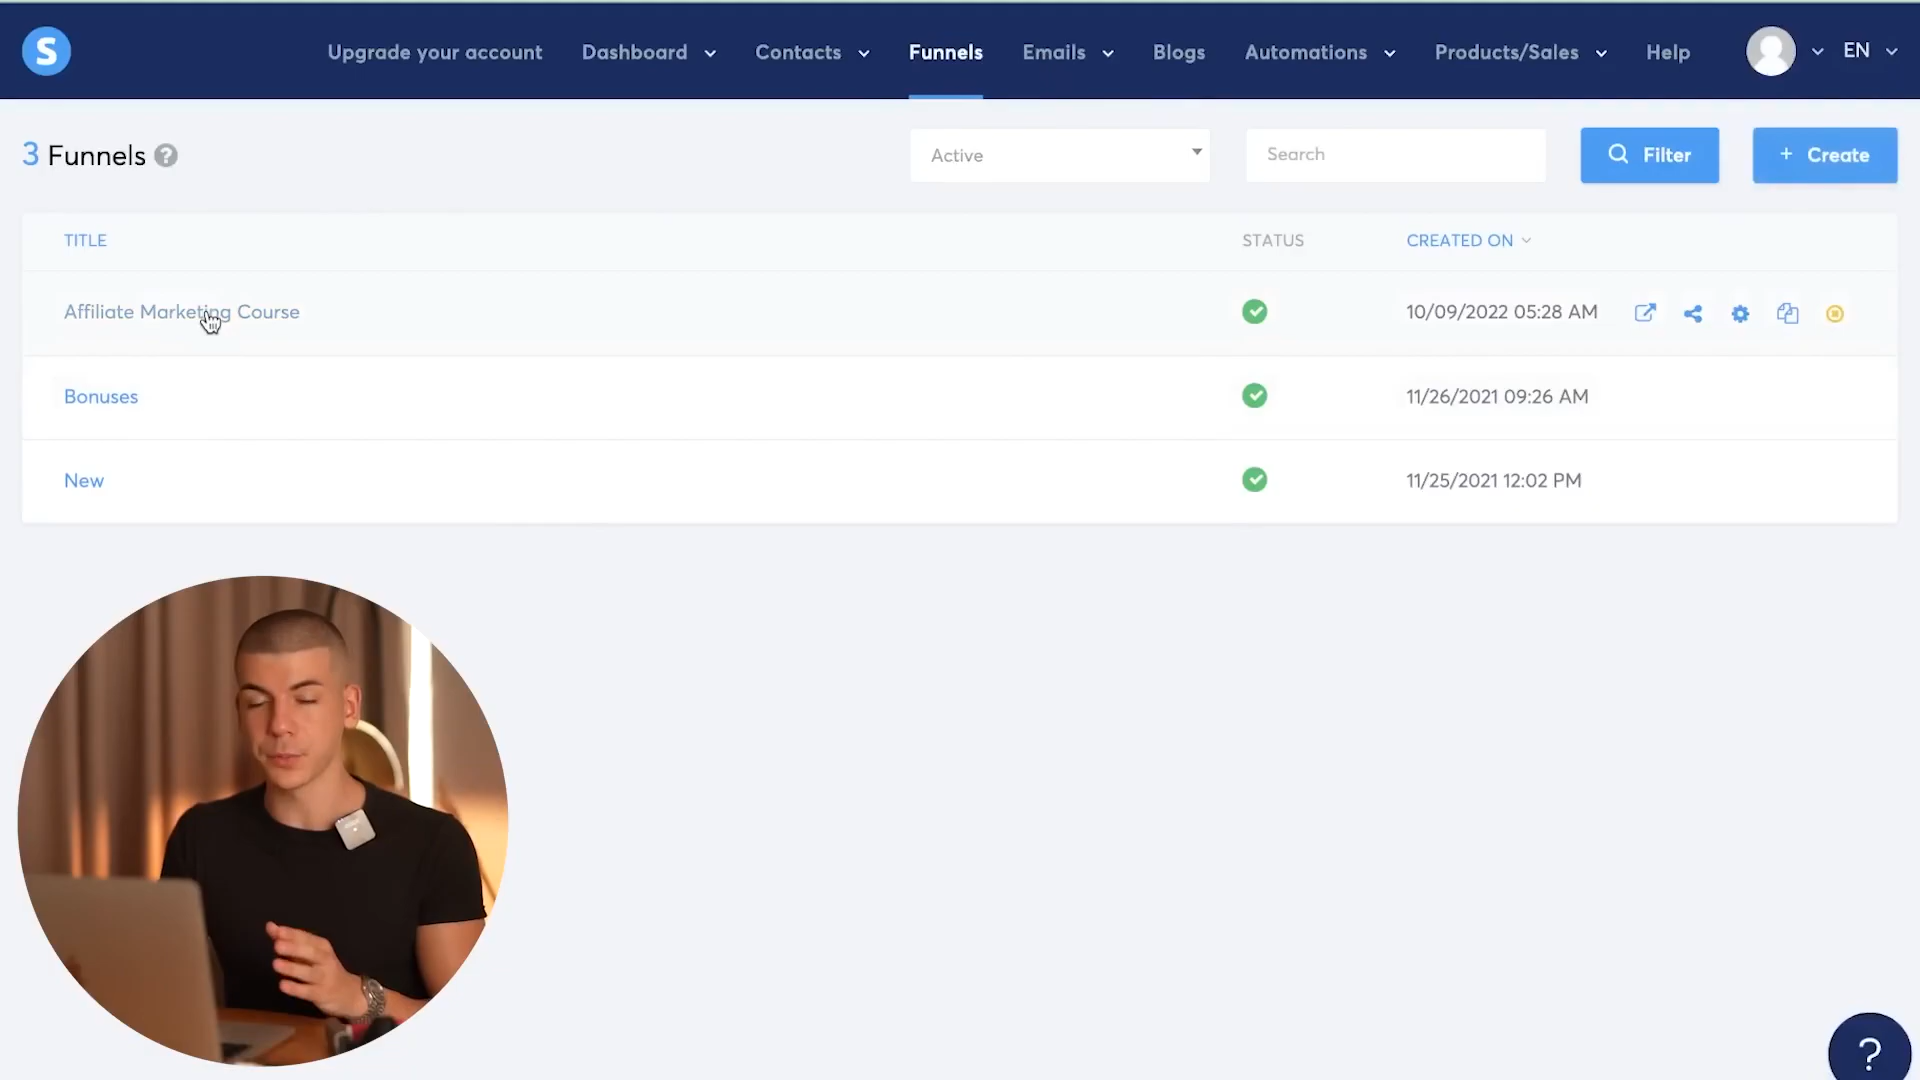 S Upgrade your account Dashboard Contacts Funnels Emails Blogs Automations Products/Sales Help EN
3 Funnels ? Active Search Filter + Create
TITLE STATUS CREATED ON
Affiliate Marketing Course 10/09/2022 05:28 AM
Bonuses 11/26/2021 09:26 AM
New 11/25/2021 12:02 PM
?